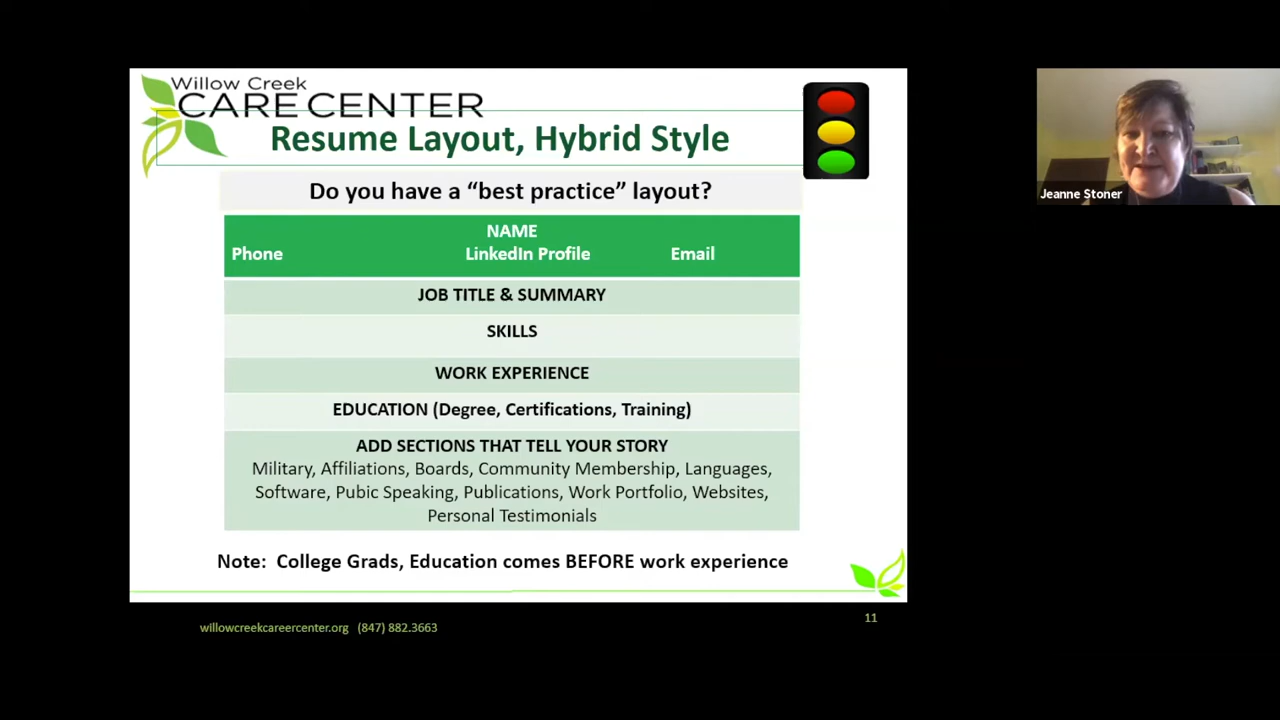 Willow Creek
CARE CENTER
Resume Layout, Hybrid Style
Do you have a “best practice” layout?
NAME
Phone LinkedIn Profile Email
JOB TITLE & SUMMARY
SKILLS
WORK EXPERIENCE
EDUCATION (Degree, Certifications, Training)
ADD SECTIONS THAT TELL YOUR STORY
Military, Affiliations, Boards, Community Membership, Languages,
Software, Pubic Speaking, Publications, Work Portfolio, Websites,
Personal Testimonials
Note: College Grads, Education comes BEFORE work experience
willowcreekcareercenter.org (847) 882.3663
11
Jeanne Stoner